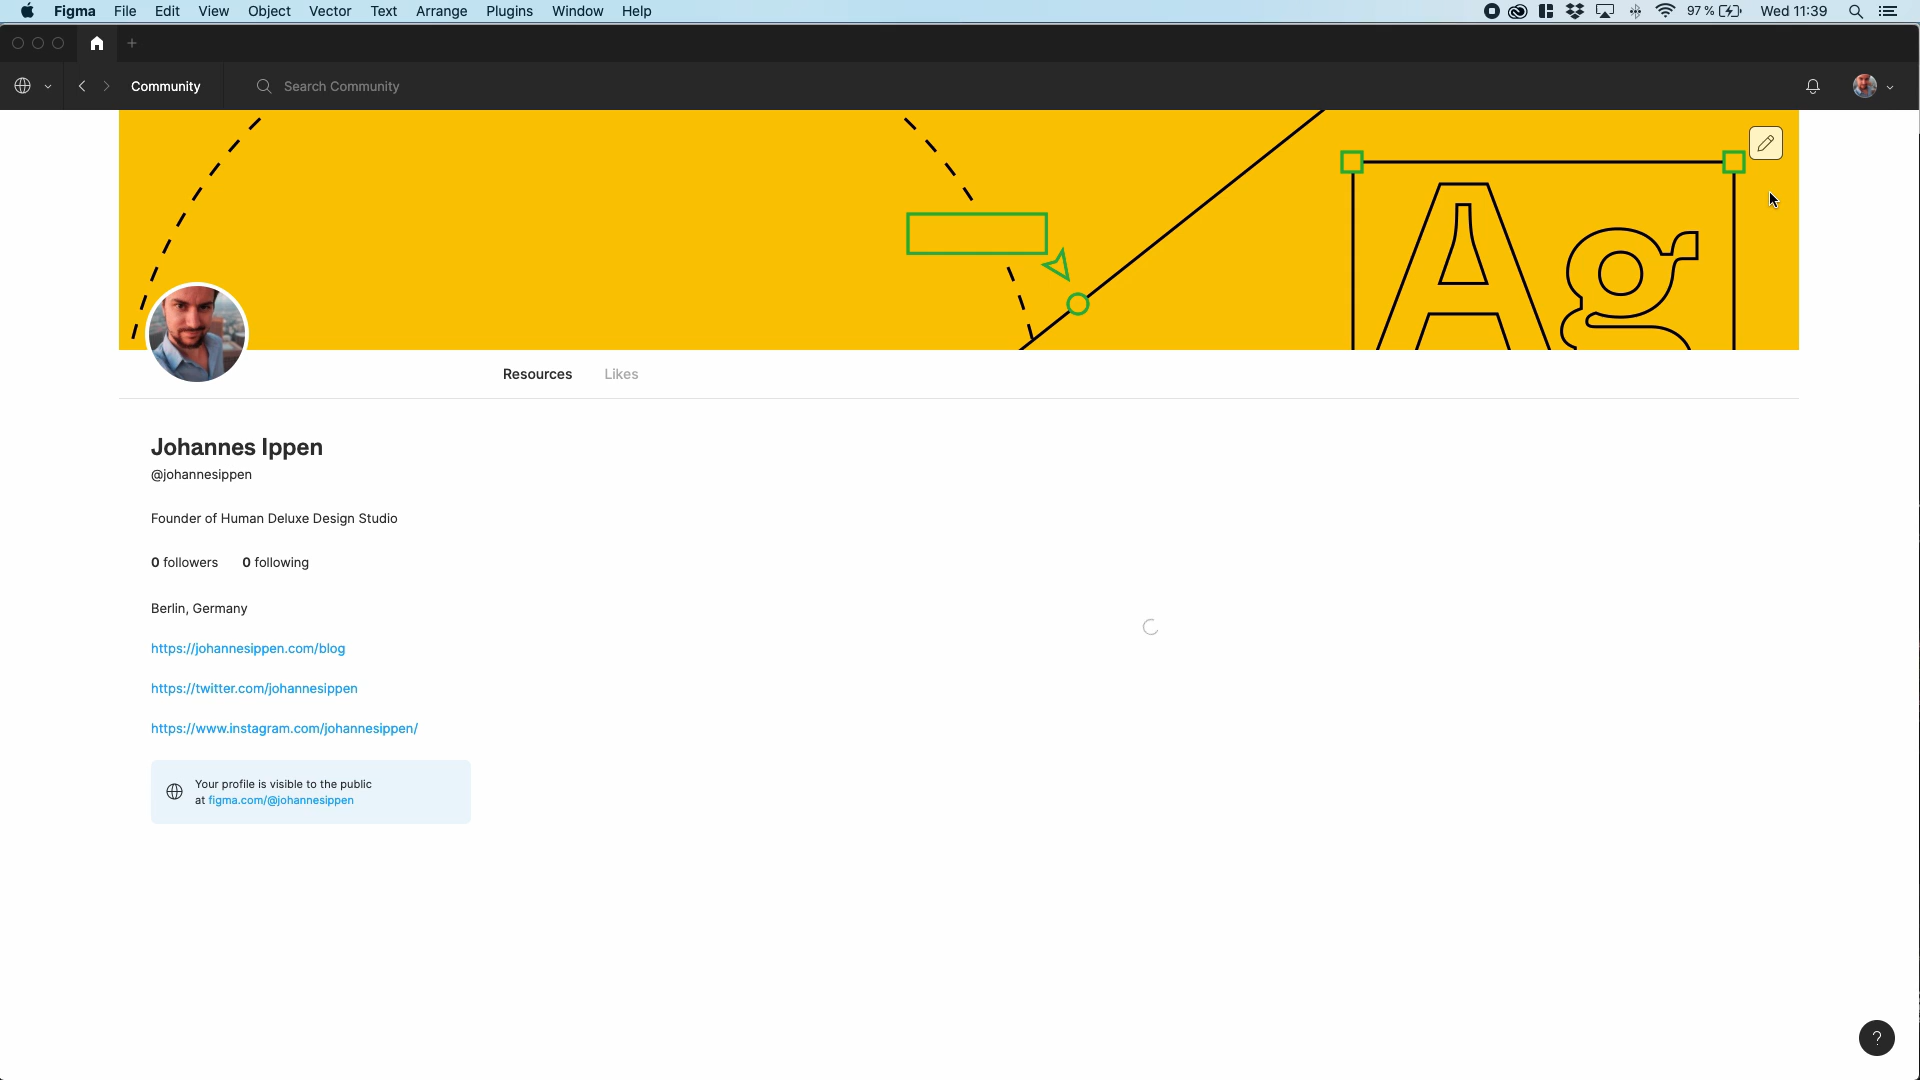 Figma File Edit View Object Vector Text Arrange Plugins Window Help 97 % Wed 11:39
Community Search Community
Ag
Resources Likes
Johannes Ippen
@johannesippen
Founder of Human Deluxe Design Studio
0 followers 0 following
Berlin, Germany
https://johannesippen.com/blog
https://twitter.com/johannesippen
https://www.instagram.com/johannesippen/
Your profile is visible to the public
at figma.com/@johannesippen
?